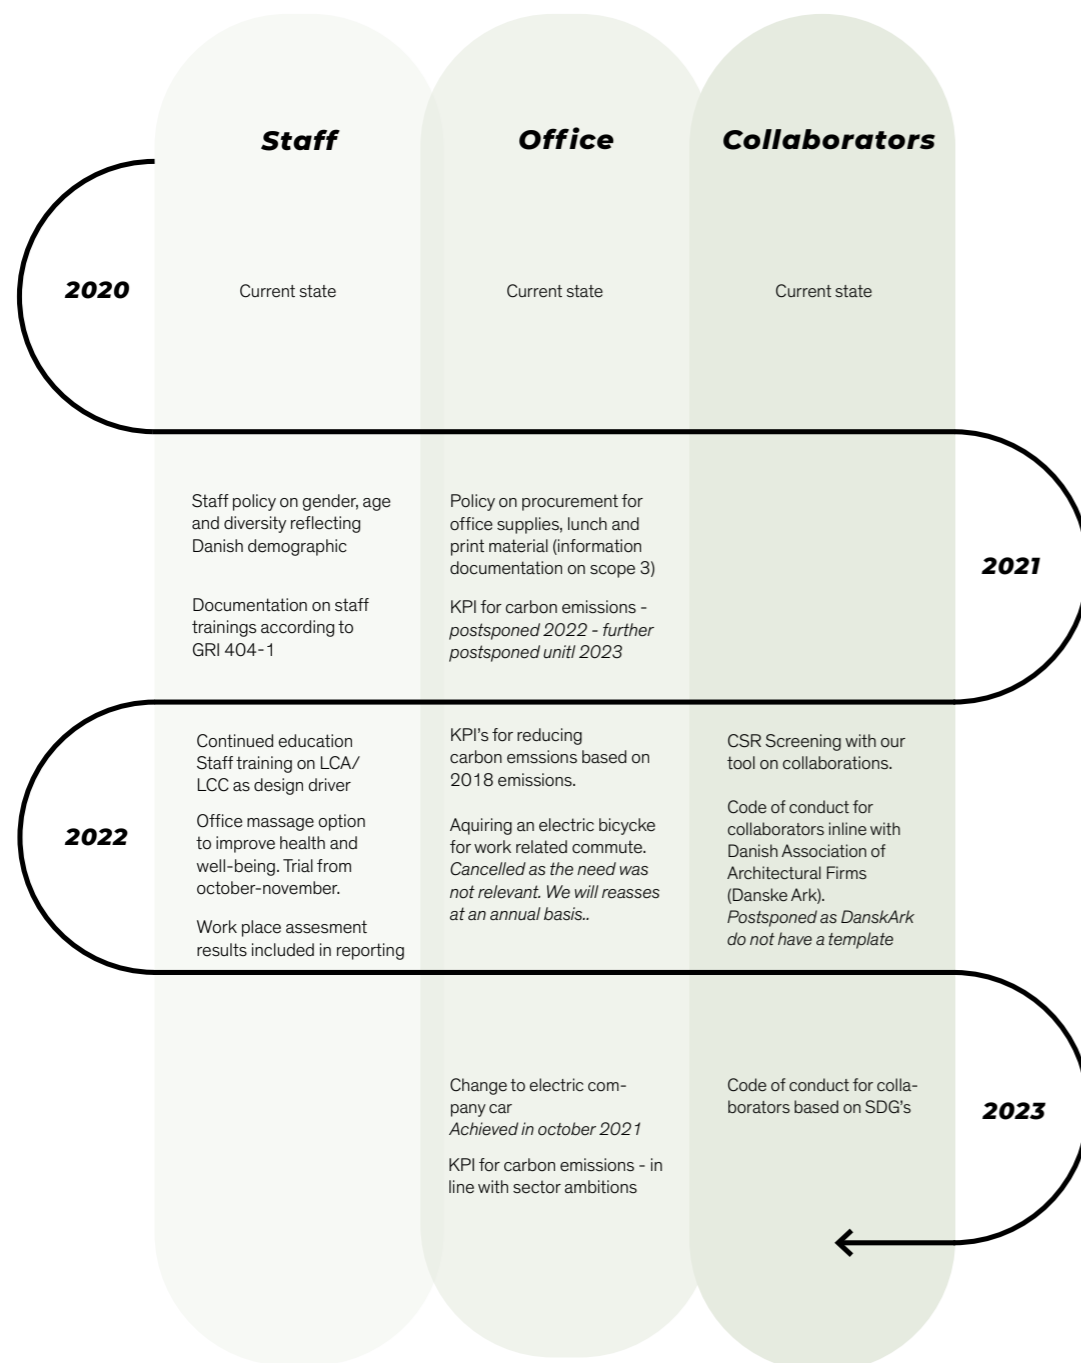 Staff
Office
Collaborators
2020
Current state
Current state
Current state
Staff policy on gender, age
and diversity reflecting
Danish demographic
Documentation on staff
trainings according to
GRI 404-1
Policy on procurement for
office supplies, lunch and
print material (information
documentation on scope 3)
KPI for carbon emissions -
postsponed 2022 - further
postsponed unitl 2023
2021
2022
Continued education
Staff training on LCA/
LCC as design driver
Office massage option
to improve health and
well-being. Trial from
october-november.
Work place assesment
results included in reporting
KPI's for reducing
carbon emssions based on
2018 emissions.
Aquiring an electric bicycke
for work related commute.
Cancelled as the need was
not relevant. We will reasses
at an annual basis..
CSR Screening with our
tool on collaborations.
Code of conduct for
collaborators inline with
Danish Association of
Architectural Firms
(Danske Ark).
Postsponed as DanskArk
do not have a template
Change to electric com-
pany car
Achieved in october 2021
KPI for carbon emissions - in
line with sector ambitions
Code of conduct for colla-
borators based on SDG's
2023